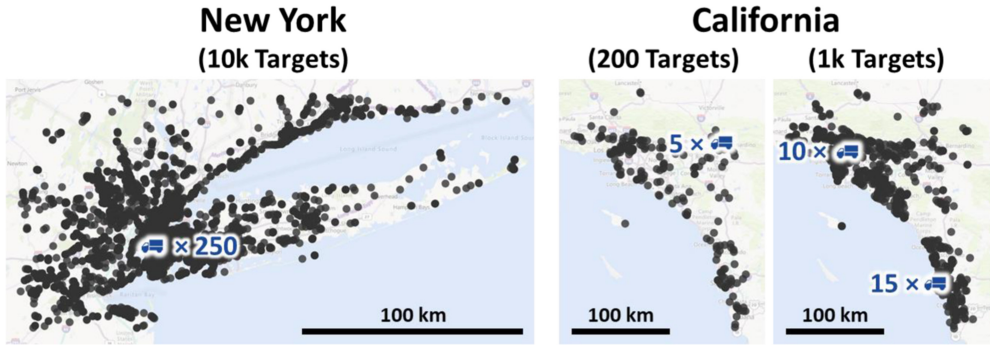 New York
(10k Targets)
× 250
100 km
California
(200 Targets)
5 ×
100 km
(1k Targets)
10 ×
15 ×
100 km